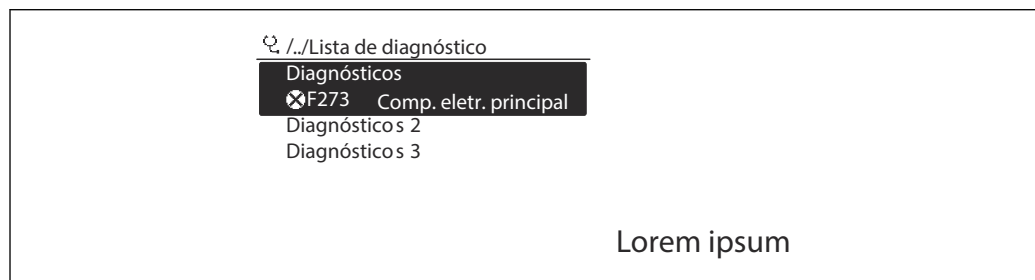 /../Lista de diagnóstico
Diagnósticos
F273 Comp. eletr. principal
Diagnósticos 2
Diagnósticos 3
Lorem ipsum